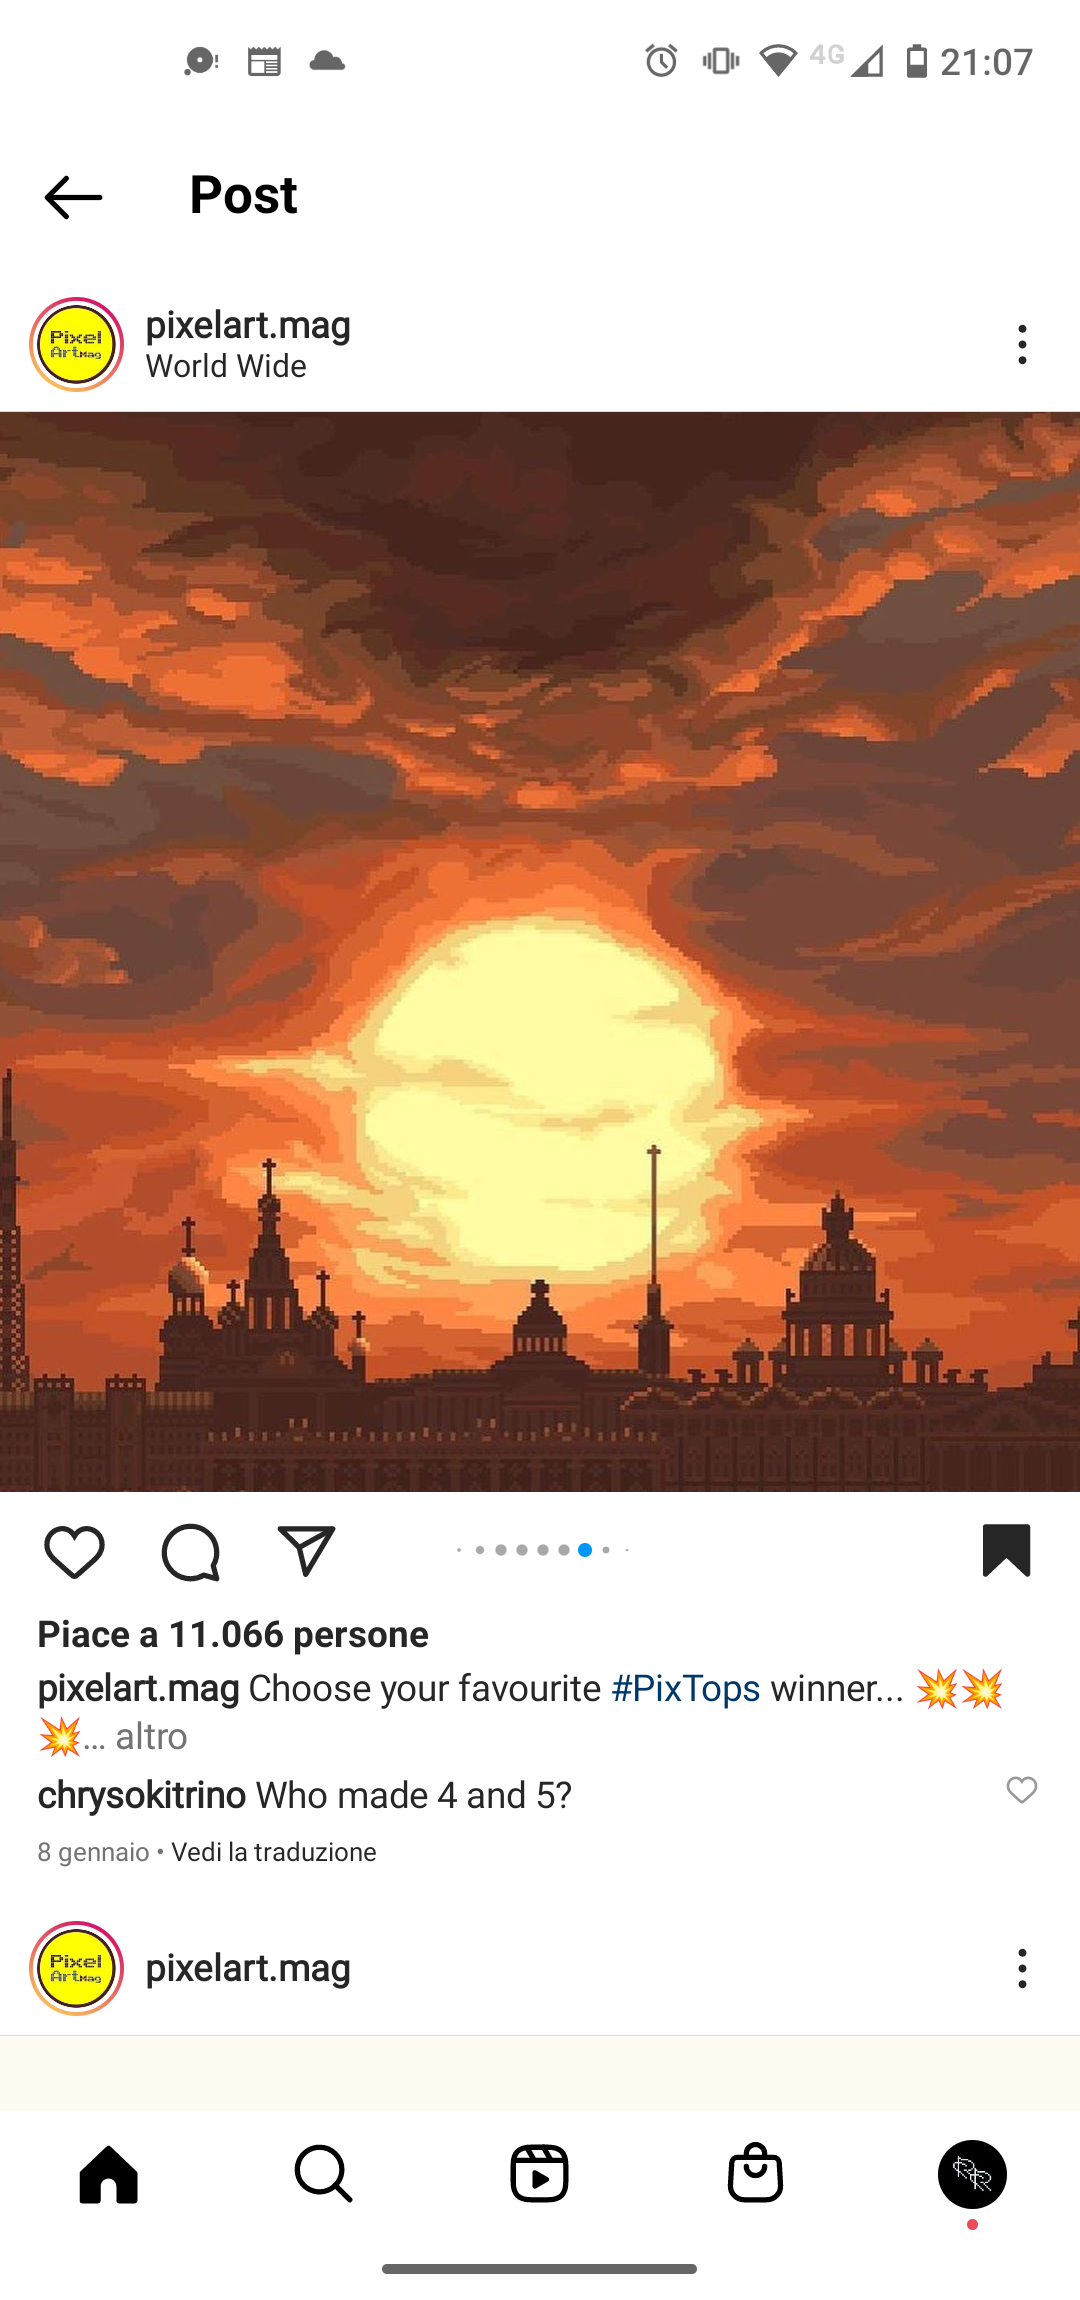 4G 21:07
Post
Pixel
ArtMag
pixelart.mag
World Wide
Piace a 11.066 persone
pixelart.mag Choose your favourite #PixTops winner... 💥💥
💥... altro
chrysokitrino Who made 4 and 5?
8 gennaio • Vedi la traduzione
Pixel
ArtMag
pixelart.mag